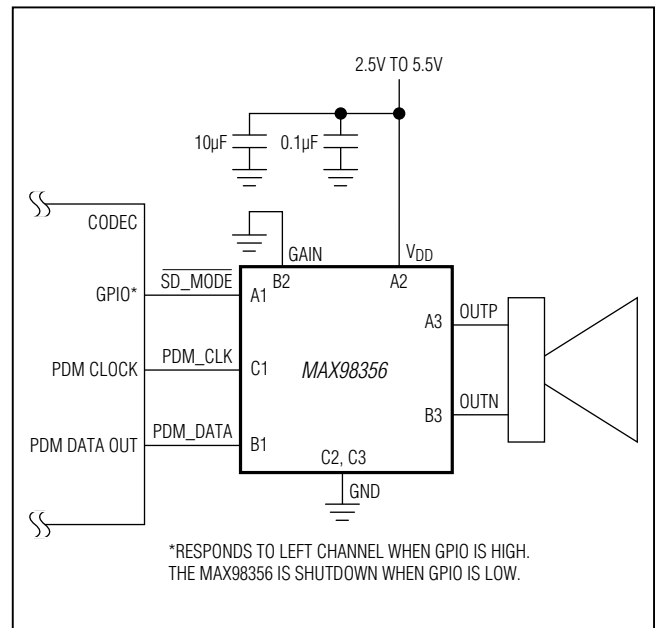 2.5V TO 5.5V
10µF
0.1µF
CODEC
GAIN
VDD
GPIO*
SD_MODE
A1
B2
A2
A3
OUTP
PDM CLOCK
PDM_CLK
C1
MAX98356
B3
OUTN
PDM DATA OUT
PDM_DATA
B1
C2, C3
GND
*RESPONDS TO LEFT CHANNEL WHEN GPIO IS HIGH.
THE MAX98356 IS SHUTDOWN WHEN GPIO IS LOW.